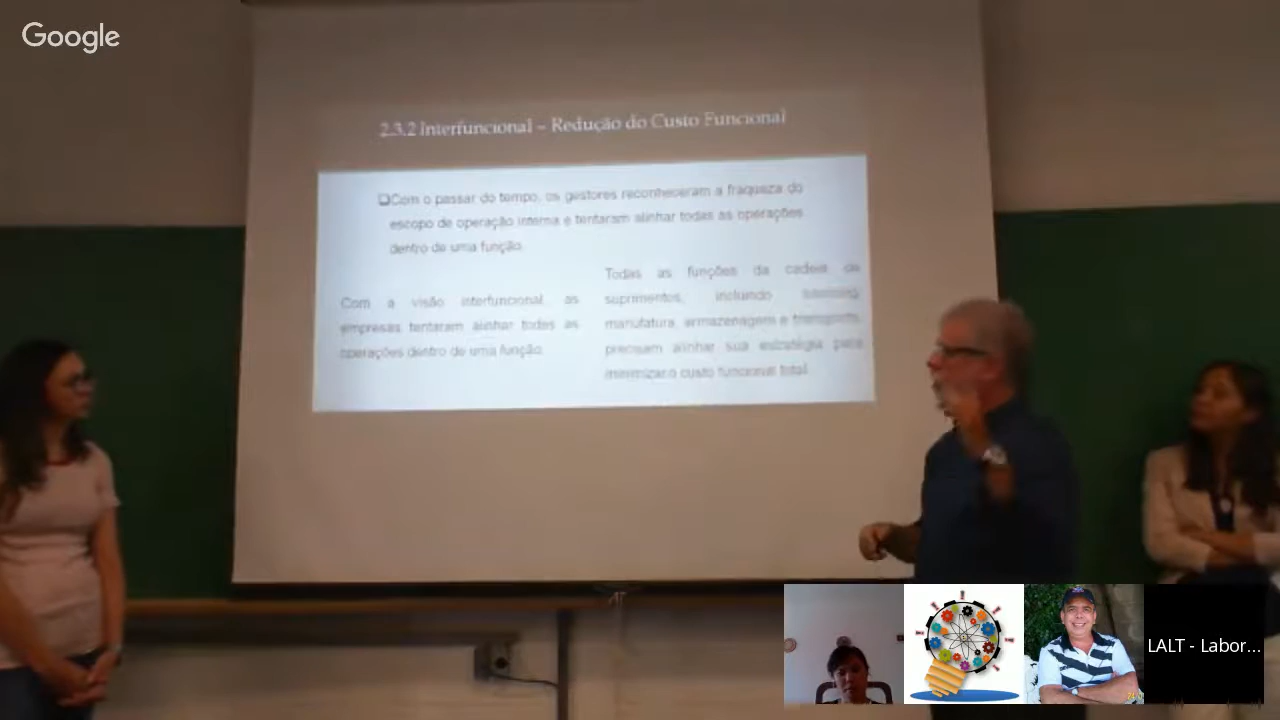 Google
2.3.2 Interfuncional – Redução do Custo Funcional
❑Com o passar do tempo, os gestores reconheceram a fraqueza do
escopo de operação interna e tentaram alinhar todas as operações
dentro de uma função.
Com a visão interfuncional, as
empresas tentaram alinhar todas as
operações dentro de uma função.
Todas as funções da cadeia de
suprimentos, incluindo
manufatura, armazenagem e transporte,
precisam alinhar sua estratégia para
minimizar o custo funcional total.
LALT - Labor...